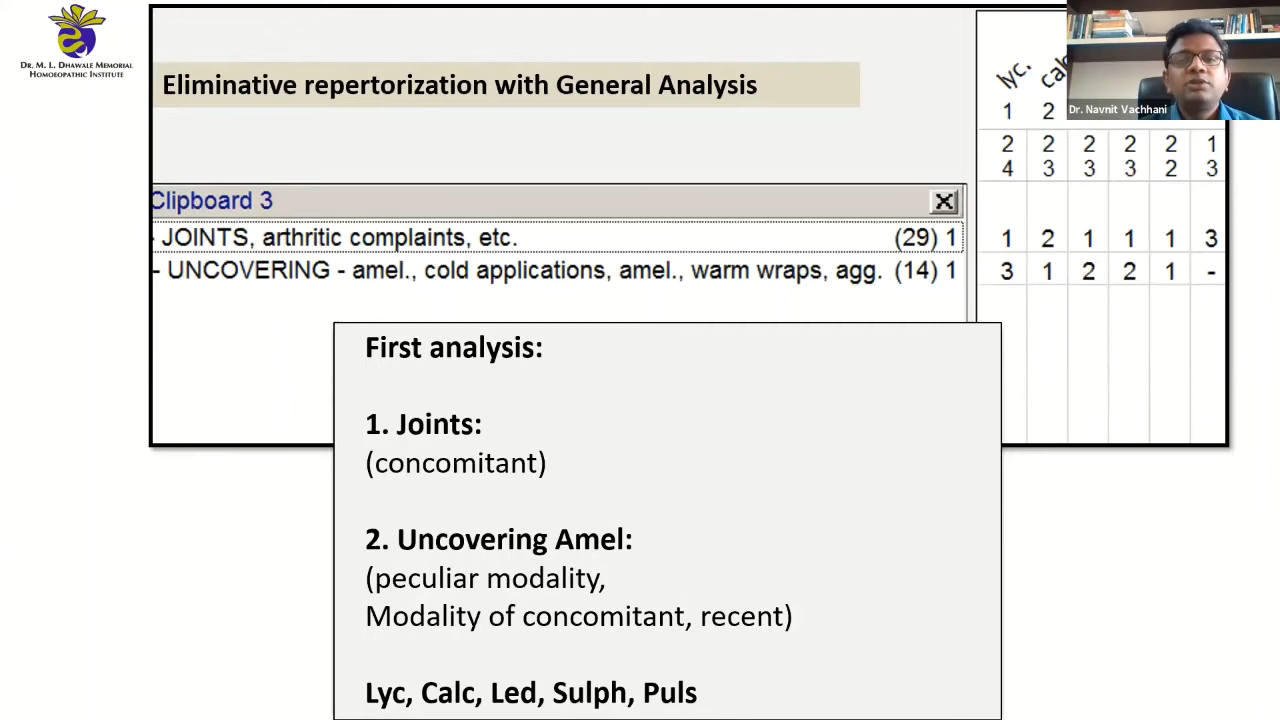 DR. M. L. DHAWALE MEMORIAL
HOMOEOPATHIC INSTITUTE
Eliminative repertorization with General Analysis
lyc.
1 2
Dr. Navnit Vachhani
2 2 2 2 2 1
4 3 3 3 2 3
Clipboard 3
- JOINTS, arthritic complaints, etc. (29) 1 1 2 1 1 1 3
- UNCOVERING - amel., cold applications, amel., warm wraps, agg. (14) 1 3 1 2 2 1 -
First analysis:
1. Joints:
(concomitant)
2. Uncovering Amel:
(peculiar modality,
Modality of concomitant, recent)
Lyc, Calc, Led, Sulph, Puls